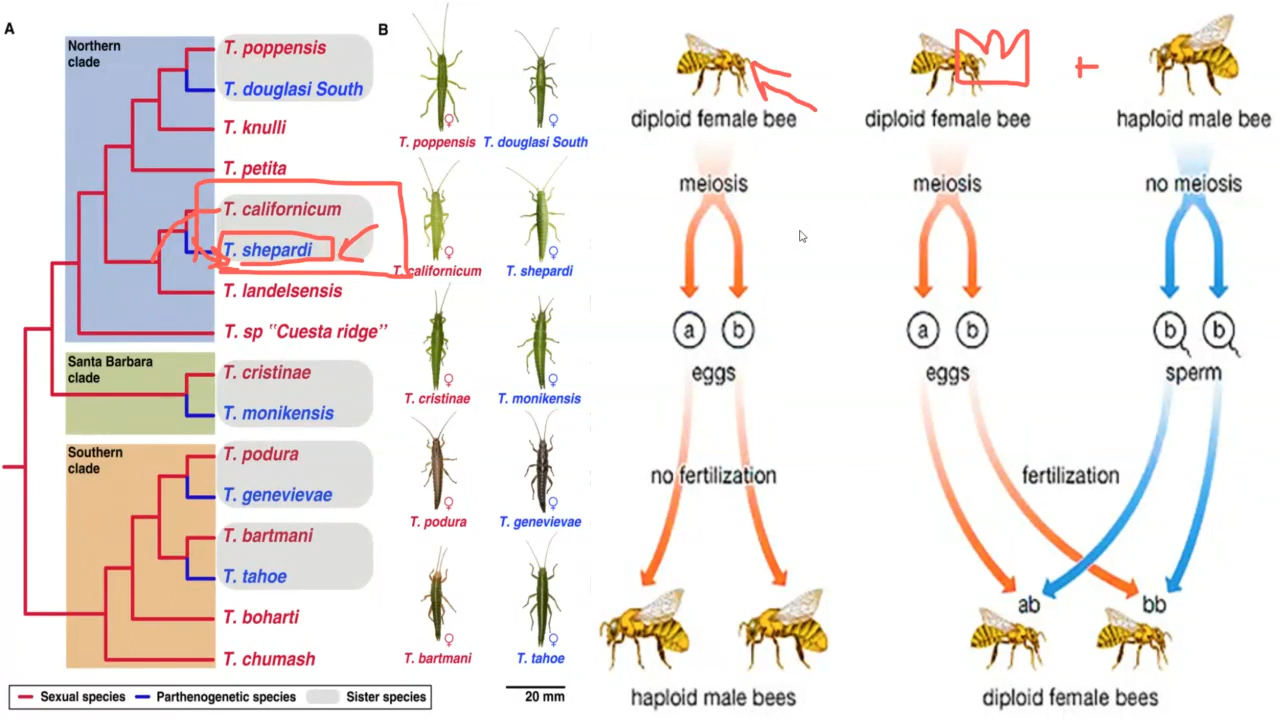 A
Northern
clade
T. poppensis
T. douglasi South
T. knulli
T. petita
T. californicum
T. shepardi
T. landelsensis
T. sp "Cuesta ridge"
Santa Barbara
clade
T. cristinae
T. monikensis
Southern
clade
T. podura
T. genevievae
T. bartmani
T. tahoe
T. boharti
T. chumash
Sexual species
Parthenogenetic species
Sister species
B
♀ ♀
T. poppensis T. douglasi South
♀ ♀
T. californicum T. shepardi
♀ ♀
T. cristinae T. monikensis
♀ ♀
T. podura T. genevievae
♀ ♀
T. bartmani T. tahoe
20 mm
diploid female bee
meiosis
a b
eggs
no fertilization
haploid male bees
+
diploid female bee haploid male bee
meiosis no meiosis
a b b b
eggs sperm
fertilization
ab bb
diploid female bees